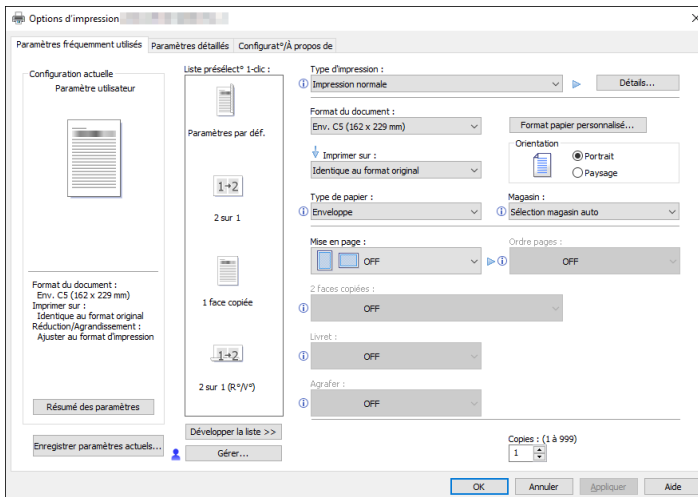 Options d'impression
Paramètres fréquemment utilisés
Paramètres détaillés
Configurat°/À propos de
Configuration actuelle
Paramètre utilisateur
Format du document :
Env. C5 (162 x 229 mm)
Imprimer sur :
Identique au format original
Réduction/Agrandissement :
Ajuster au format d'impression
Résumé des paramètres
Enregistrer paramètres actuels...
Liste présélect° 1-clic :
Paramètres par déf.
1→2
2 sur 1
1 face copiée
1→2
2 sur 1 (R°/V°)
Développer la liste >>
Gérer...
Type d'impression :
Impression normale
Détails...
Format du document :
Env. C5 (162 x 229 mm)
Format papier personnalisé...
Imprimer sur :
Identique au format original
Orientation
Portrait
Paysage
Type de papier :
Enveloppe
Magasin :
Sélection magasin auto
Mise en page :
OFF
Ordre pages :
OFF
2 faces copiées :
OFF
Livret :
OFF
Agrafer :
OFF
Copies : (1 à 999)
1
OK
Annuler
Appliquer
Aide